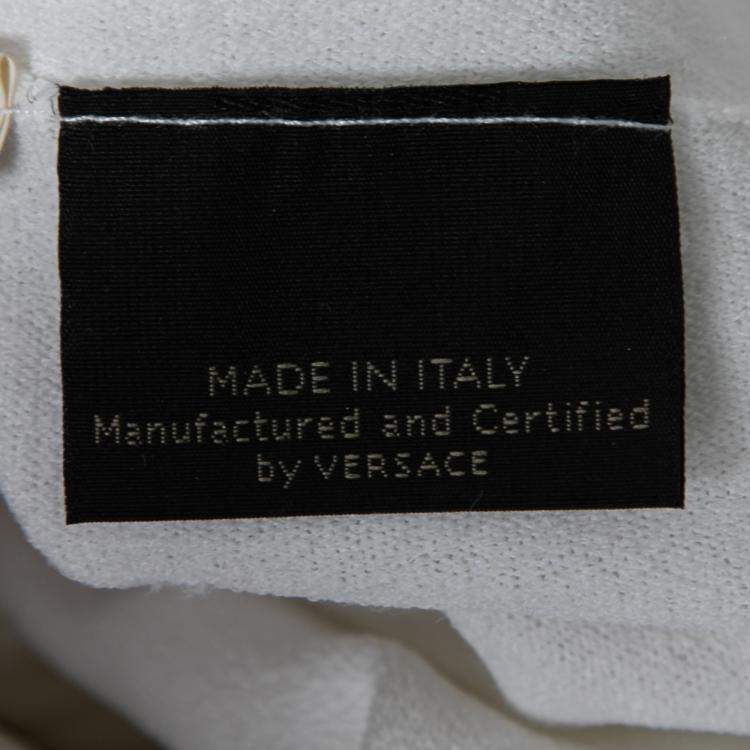 MADE IN ITALY
Manufactured and Certified
by VERSACE